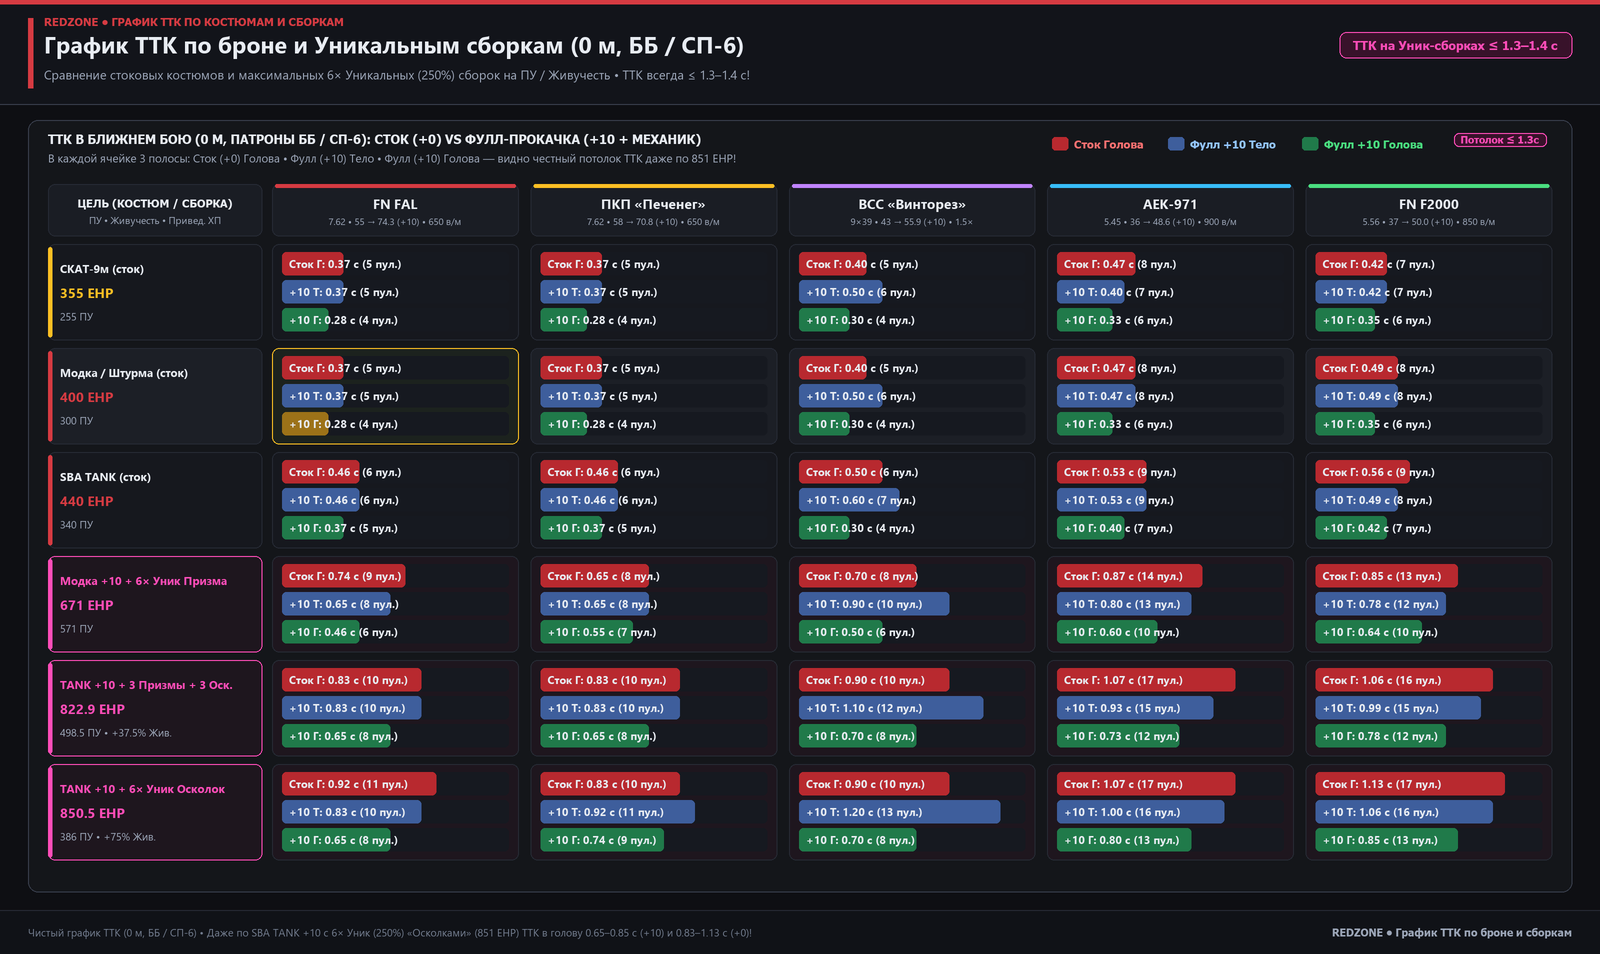 REDZONE ● ГРАФИК ТТК ПО КОСТЮМАМ И СБОРКАМ
График ТТК по броне и Уникальным сборкам (0 м, ББ / СП-6)
ТТК на Уник-сборках ≤ 1.3–1.4 с
Сравнение стоковых костюмов и максимальных 6× Уникальных (250%) сборок на ПУ / Живучесть • ТТК всегда ≤ 1.3–1.4 с!
ТТК В БЛИЖНЕМ БОЮ (0 М, ПАТРОНЫ ББ / СП-6): СТОК (+0) VS ФУЛЛ-ПРОКАЧКА (+10 + МЕХАНИК)
В каждой ячейке 3 полосы: Сток (+0) Голова • Фулл (+10) Тело • Фулл (+10) Голова — видно честный потолок ТТК даже по 851 ЕНР!
Сток Голова
Фулл +10 Тело
Фулл +10 Голова
Потолок ≤ 1.3с
ЦЕЛЬ (КОСТЮМ / СБОРКА)
ПУ • Живучесть • Привед. ХП
FN FAL
7.62 • 55 → 74.3 (+10) • 650 в/м
ПКП «Печенег»
7.62 • 58 → 70.8 (+10) • 650 в/м
ВСС «Винторез»
9×39 • 43 → 55.9 (+10) • 1.5×
АЕК-971
5.45 • 36 → 48.6 (+10) • 900 в/м
FN F2000
5.56 • 37 → 50.0 (+10) • 850 в/м
СКАТ-9м (сток)
355 EHP
255 ПУ
Сток Г: 0.37 с (5 пул.)
+10 Т: 0.37 с (5 пул.)
+10 Г: 0.28 с (4 пул.)
Сток Г: 0.37 с (5 пул.)
+10 Т: 0.37 с (5 пул.)
+10 Г: 0.28 с (4 пул.)
Сток Г: 0.40 с (5 пул.)
+10 Т: 0.50 с (6 пул.)
+10 Г: 0.30 с (4 пул.)
Сток Г: 0.47 с (8 пул.)
+10 Т: 0.40 с (7 пул.)
+10 Г: 0.33 с (6 пул.)
Сток Г: 0.42 с (7 пул.)
+10 Т: 0.42 с (7 пул.)
+10 Г: 0.35 с (6 пул.)
Модка / Штурма (сток)
400 EHP
300 ПУ
Сток Г: 0.37 с (5 пул.)
+10 Т: 0.37 с (5 пул.)
+10 Г: 0.28 с (4 пул.)
Сток Г: 0.37 с (5 пул.)
+10 Т: 0.37 с (5 пул.)
+10 Г: 0.28 с (4 пул.)
Сток Г: 0.40 с (5 пул.)
+10 Т: 0.50 с (6 пул.)
+10 Г: 0.30 с (4 пул.)
Сток Г: 0.47 с (8 пул.)
+10 Т: 0.47 с (8 пул.)
+10 Г: 0.33 с (6 пул.)
Сток Г: 0.49 с (8 пул.)
+10 Т: 0.49 с (8 пул.)
+10 Г: 0.35 с (6 пул.)
SBA TANK (сток)
440 EHP
340 ПУ
Сток Г: 0.46 с (6 пул.)
+10 Т: 0.46 с (6 пул.)
+10 Г: 0.37 с (5 пул.)
Сток Г: 0.46 с (6 пул.)
+10 Т: 0.46 с (6 пул.)
+10 Г: 0.37 с (5 пул.)
Сток Г: 0.50 с (6 пул.)
+10 Т: 0.60 с (7 пул.)
+10 Г: 0.30 с (4 пул.)
Сток Г: 0.53 с (9 пул.)
+10 Т: 0.53 с (9 пул.)
+10 Г: 0.40 с (7 пул.)
Сток Г: 0.56 с (9 пул.)
+10 Т: 0.49 с (8 пул.)
+10 Г: 0.42 с (7 пул.)
Модка +10 + 6× Уник Призма
671 EHP
571 ПУ
Сток Г: 0.74 с (9 пул.)
+10 Т: 0.65 с (8 пул.)
+10 Г: 0.46 с (6 пул.)
Сток Г: 0.65 с (8 пул.)
+10 Т: 0.65 с (8 пул.)
+10 Г: 0.55 с (7 пул.)
Сток Г: 0.70 с (8 пул.)
+10 Т: 0.90 с (10 пул.)
+10 Г: 0.50 с (6 пул.)
Сток Г: 0.87 с (14 пул.)
+10 Т: 0.80 с (13 пул.)
+10 Г: 0.60 с (10 пул.)
Сток Г: 0.85 с (13 пул.)
+10 Т: 0.78 с (12 пул.)
+10 Г: 0.64 с (10 пул.)
TANK +10 + 3 Призмы + 3 Оск.
822.9 EHP
498.5 ПУ • +37.5% Жив.
Сток Г: 0.83 с (10 пул.)
+10 Т: 0.83 с (10 пул.)
+10 Г: 0.65 с (8 пул.)
Сток Г: 0.83 с (10 пул.)
+10 Т: 0.83 с (10 пул.)
+10 Г: 0.65 с (8 пул.)
Сток Г: 0.90 с (10 пул.)
+10 Т: 1.10 с (12 пул.)
+10 Г: 0.70 с (8 пул.)
Сток Г: 1.07 с (17 пул.)
+10 Т: 0.93 с (15 пул.)
+10 Г: 0.73 с (12 пул.)
Сток Г: 1.06 с (16 пул.)
+10 Т: 0.99 с (15 пул.)
+10 Г: 0.78 с (12 пул.)
TANK +10 + 6× Уник Осколок
850.5 EHP
386 ПУ • +75% Жив.
Сток Г: 0.92 с (11 пул.)
+10 Т: 0.83 с (10 пул.)
+10 Г: 0.65 с (8 пул.)
Сток Г: 0.83 с (10 пул.)
+10 Т: 0.92 с (11 пул.)
+10 Г: 0.74 с (9 пул.)
Сток Г: 0.90 с (10 пул.)
+10 Т: 1.20 с (13 пул.)
+10 Г: 0.70 с (8 пул.)
Сток Г: 1.07 с (17 пул.)
+10 Т: 1.00 с (16 пул.)
+10 Г: 0.80 с (13 пул.)
Сток Г: 1.13 с (17 пул.)
+10 Т: 1.06 с (16 пул.)
+10 Г: 0.85 с (13 пул.)
Чистый график ТТК (0 м, ББ / СП-6) • Даже по SBA TANK +10 с 6× Уник (250%) «Осколками» (851 EHP) ТТК в голову 0.65–0.85 с (+10) и 0.83–1.13 с (+0)!
REDZONE ● График ТТК по броне и сборкам